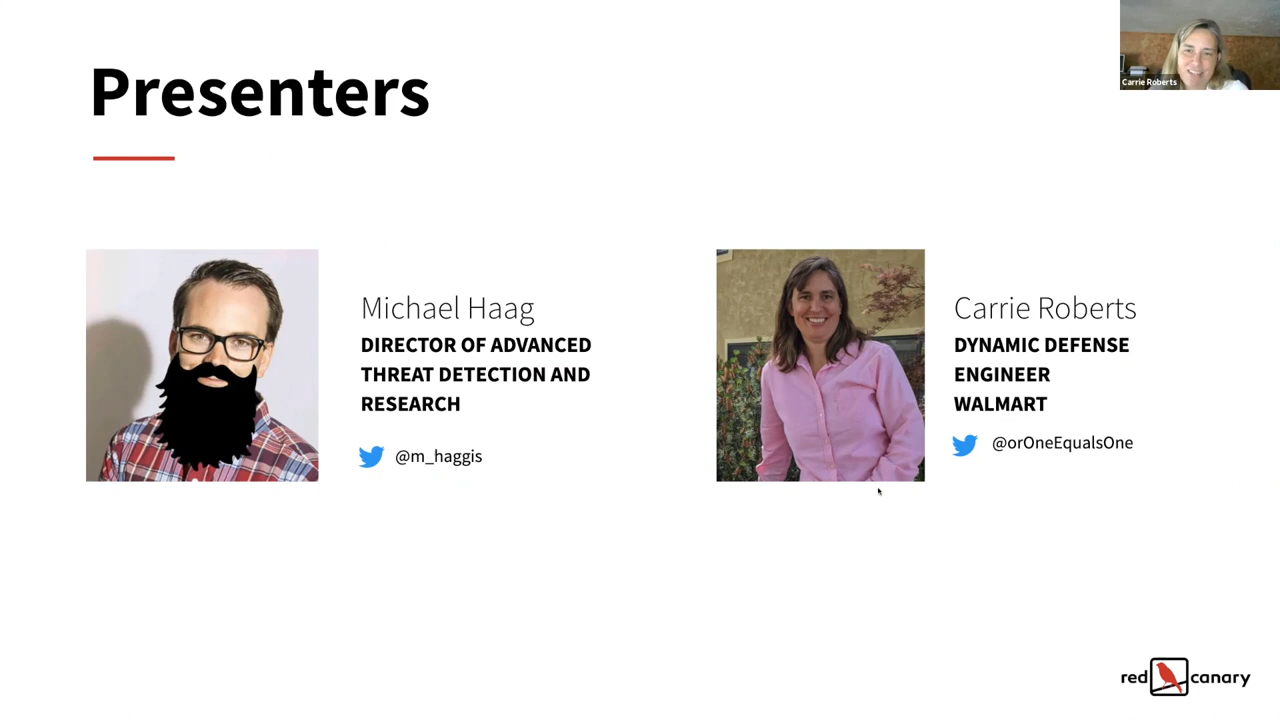 Presenters
Carrie Roberts
Michael Haag
DIRECTOR OF ADVANCED
THREAT DETECTION AND
RESEARCH
@m_haggis
Carrie Roberts
DYNAMIC DEFENSE
ENGINEER
WALMART
@orOneEqualsOne
red canary